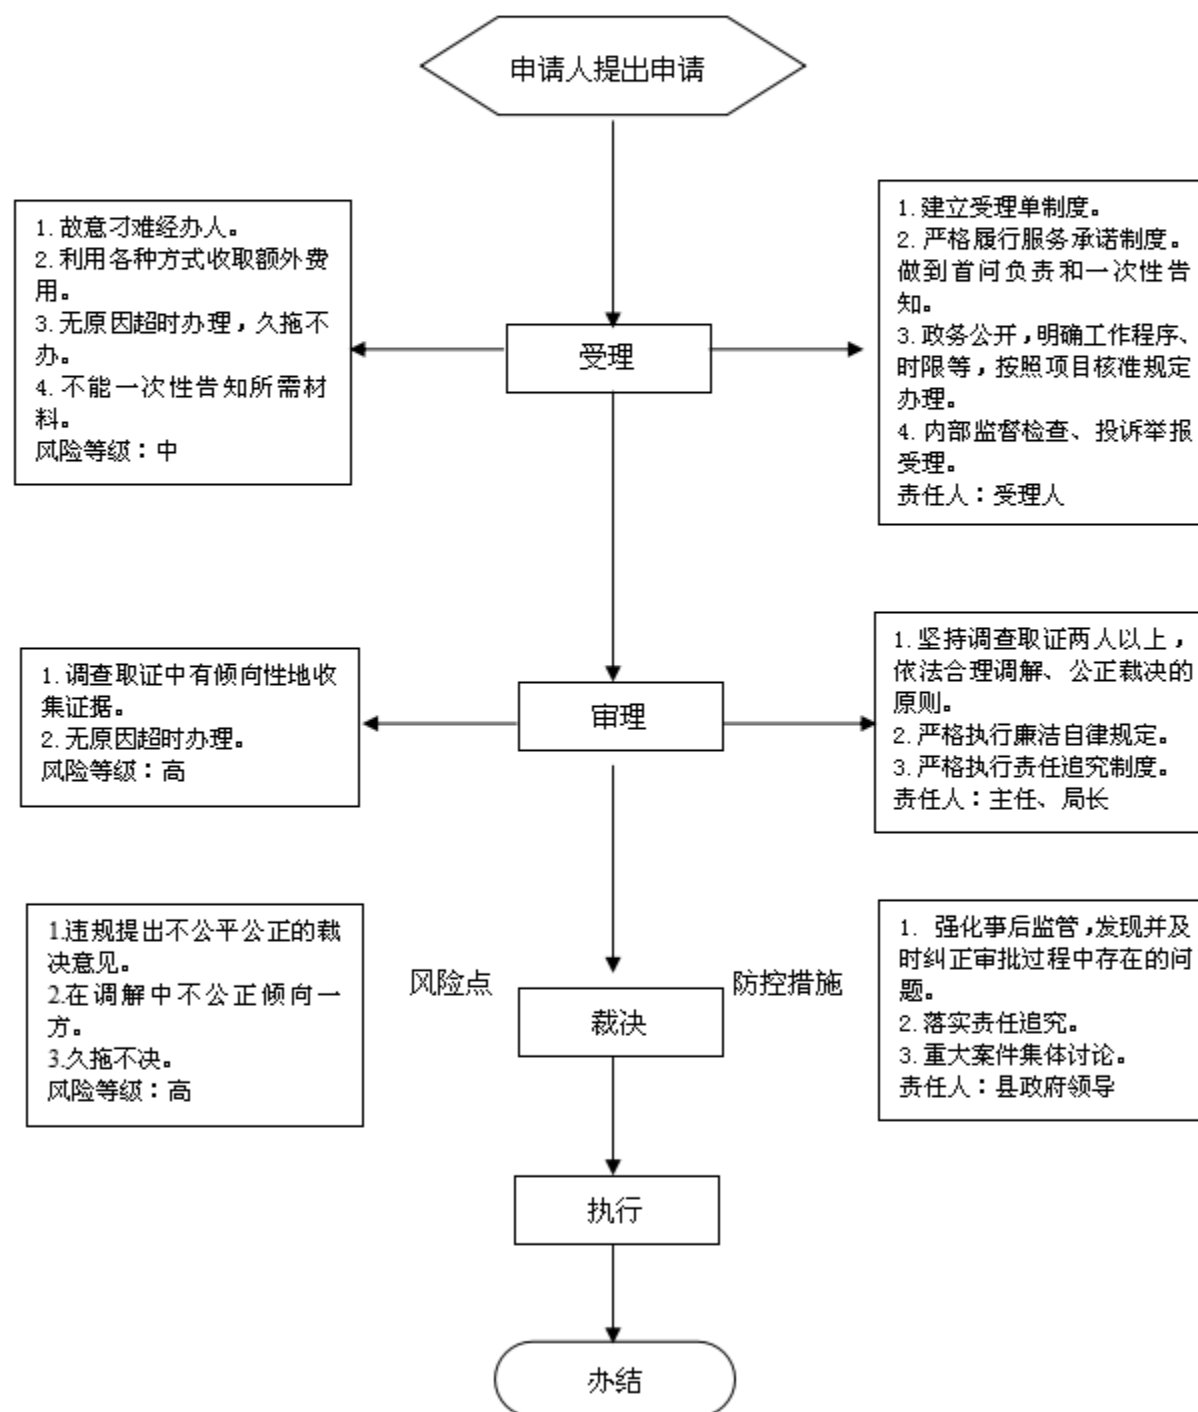 申请人提出申请
1. 故意刁难经办人。
2. 利用各种方式收取额外费
用。
3. 无原因超时办理，久拖不
办。
4. 不能一次性告知所需材
料。
风险等级：中
受理
1. 建立受理单制度。
2. 严格履行服务承诺制度。
做到首问负责和一次性告
知。
3. 政务公开，明确工作程序、
时限等，按照项目核准规定
办理。
4. 内部监督检查、投诉举报
受理。
责任人：受理人
1. 调查取证中有倾向性地收
集证据。
2. 无原因超时办理。
风险等级：高
审理
1. 坚持调查取证两人以上，
依法合理调解、公正裁决的
原则。
2. 严格执行廉洁自律规定。
3. 严格执行责任追究制度。
责任人：主任、局长
1.违规提出不公平公正的裁
决意见。
2.在调解中不公正倾向一
方。
3.久拖不决。
风险等级：高
风险点
裁决
防控措施
1. 强化事后监管，发现并及
时纠正审批过程中存在的问
题。
2. 落实责任追究。
3. 重大案件集体讨论。
责任人：县政府领导
执行
办结